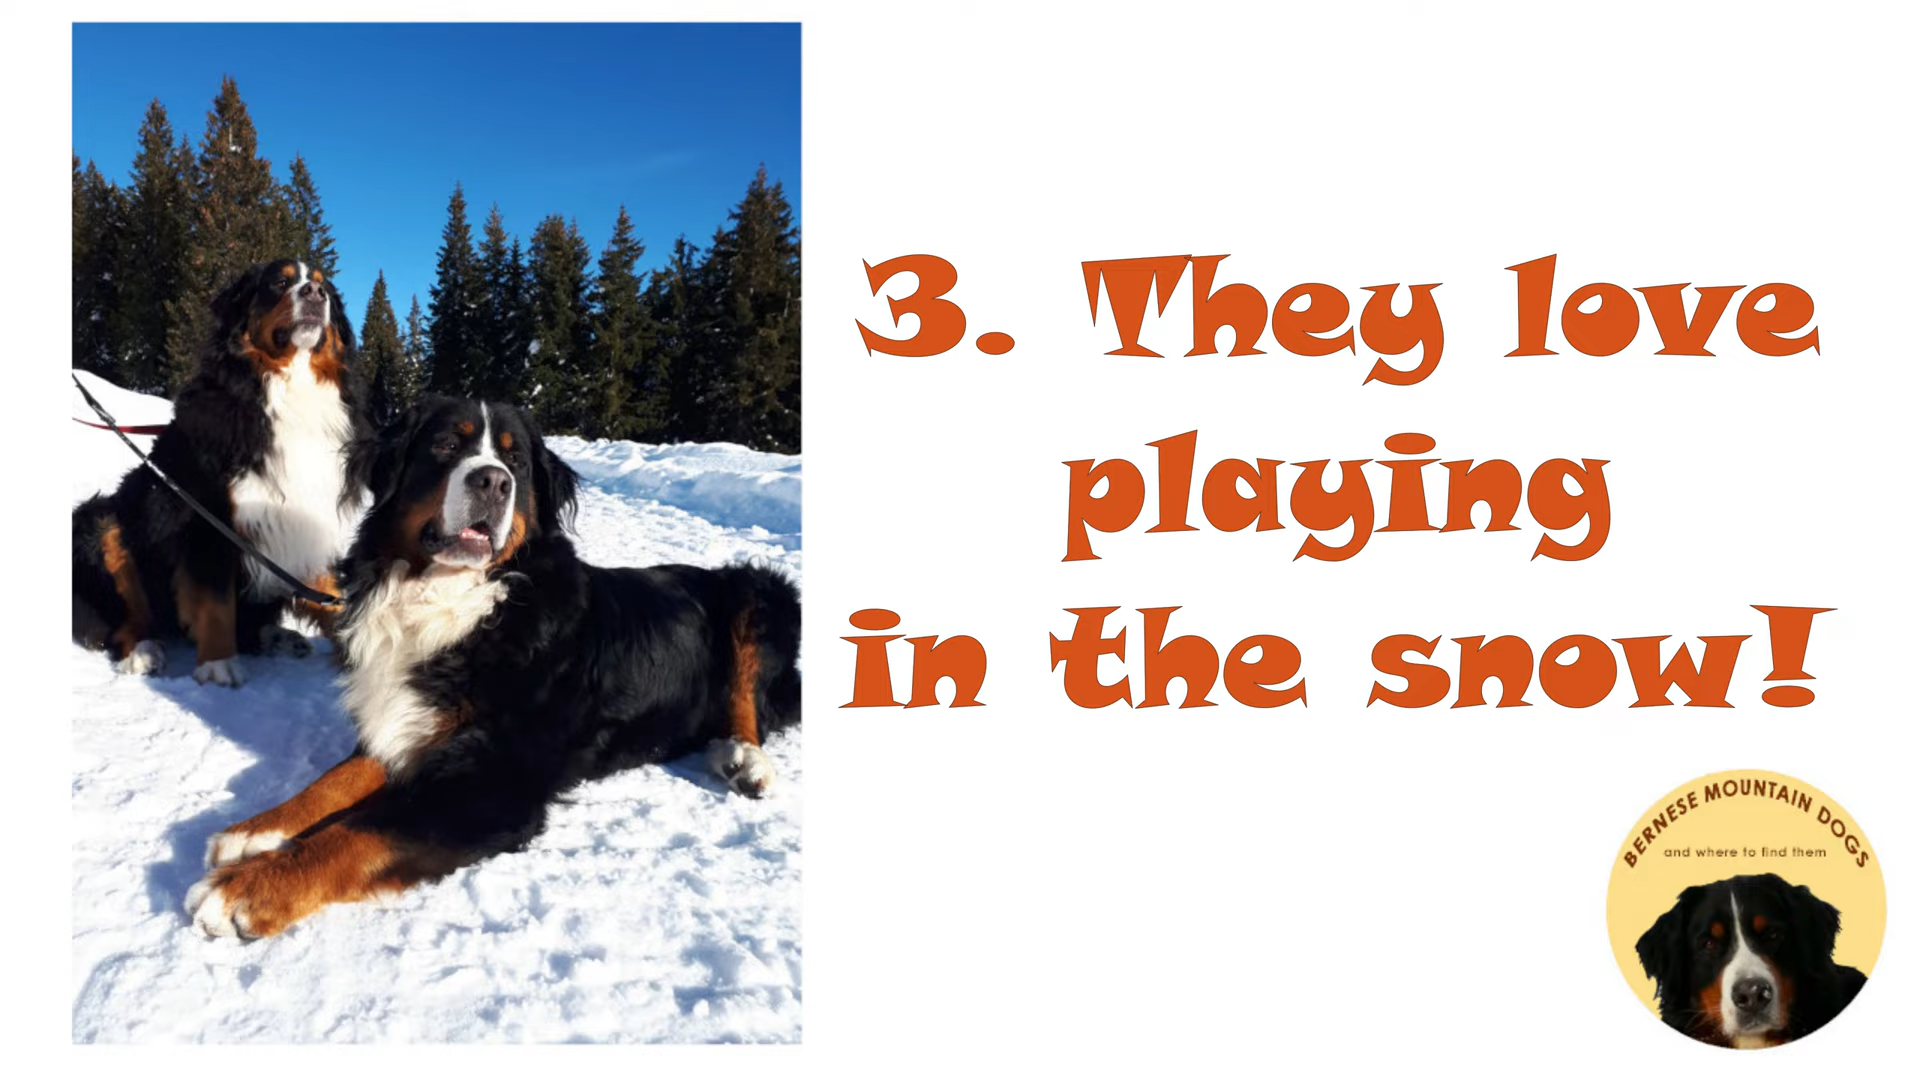 3. They love
playing
in the snow!
BERNESE MOUNTAIN DOGS
and where to find them